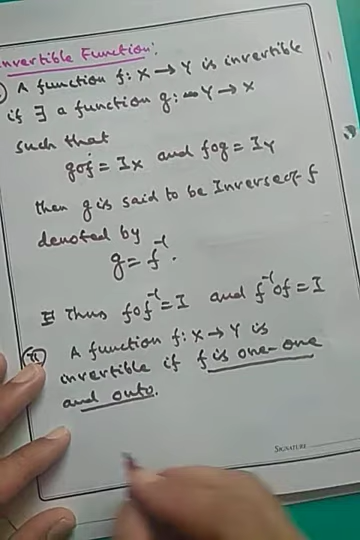 Invertible Function:
A function f: X → Y is invertible
if ∃ a function g: Y → X
such that
gof = Ix and fog = Iy
then g is said to be Inverse of f
denoted by
g = f⁻¹.
Thus fof⁻¹ = I and f⁻¹of = I
(ii) A function f: X → Y is
invertible if f is one-one
and onto.
SIGNATURE